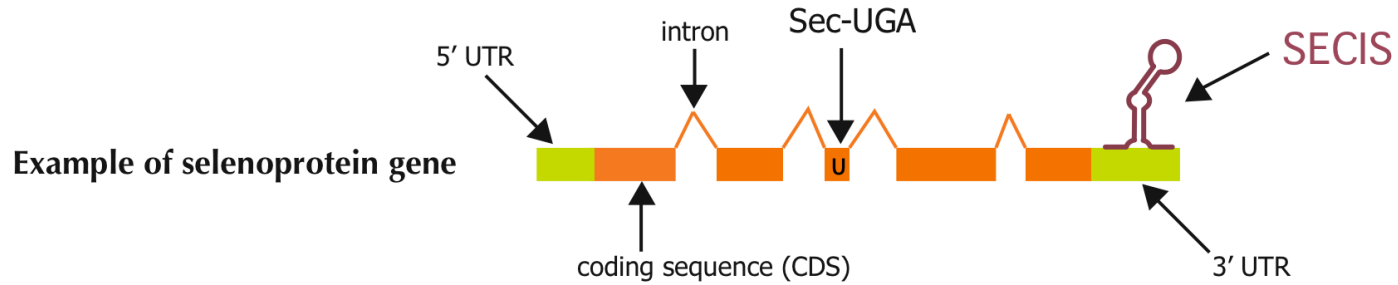 Sec-UGA
intron
SECIS
5’ UTR
Example of selenoprotein gene
U
coding sequence (CDS)
3’ UTR